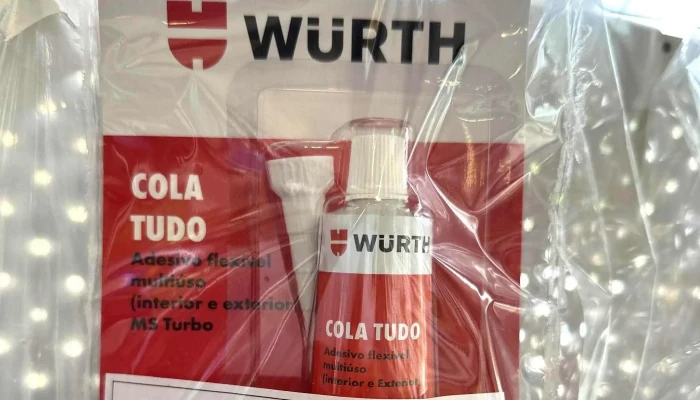 WÜRTH
COLA
TUDO
Adesivo flexível
multiúso
(interior e exterior
MS Turbo
WÜRTH
COLA TUDO
Adesivo flexível
multiúso
(interior e Exterior)